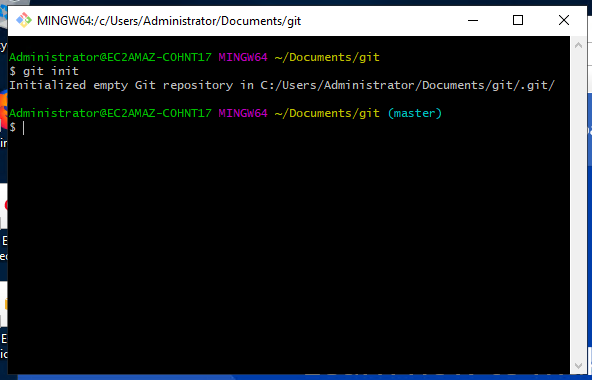 MINGW64:/c/Users/Administrator/Documents/git
Administrator@EC2AMAZ-COHNT17 MINGW64 ~/Documents/git
$ git init
Initialized empty Git repository in C:/Users/Administrator/Documents/git/.git/
Administrator@EC2AMAZ-COHNT17 MINGW64 ~/Documents/git (master)
$